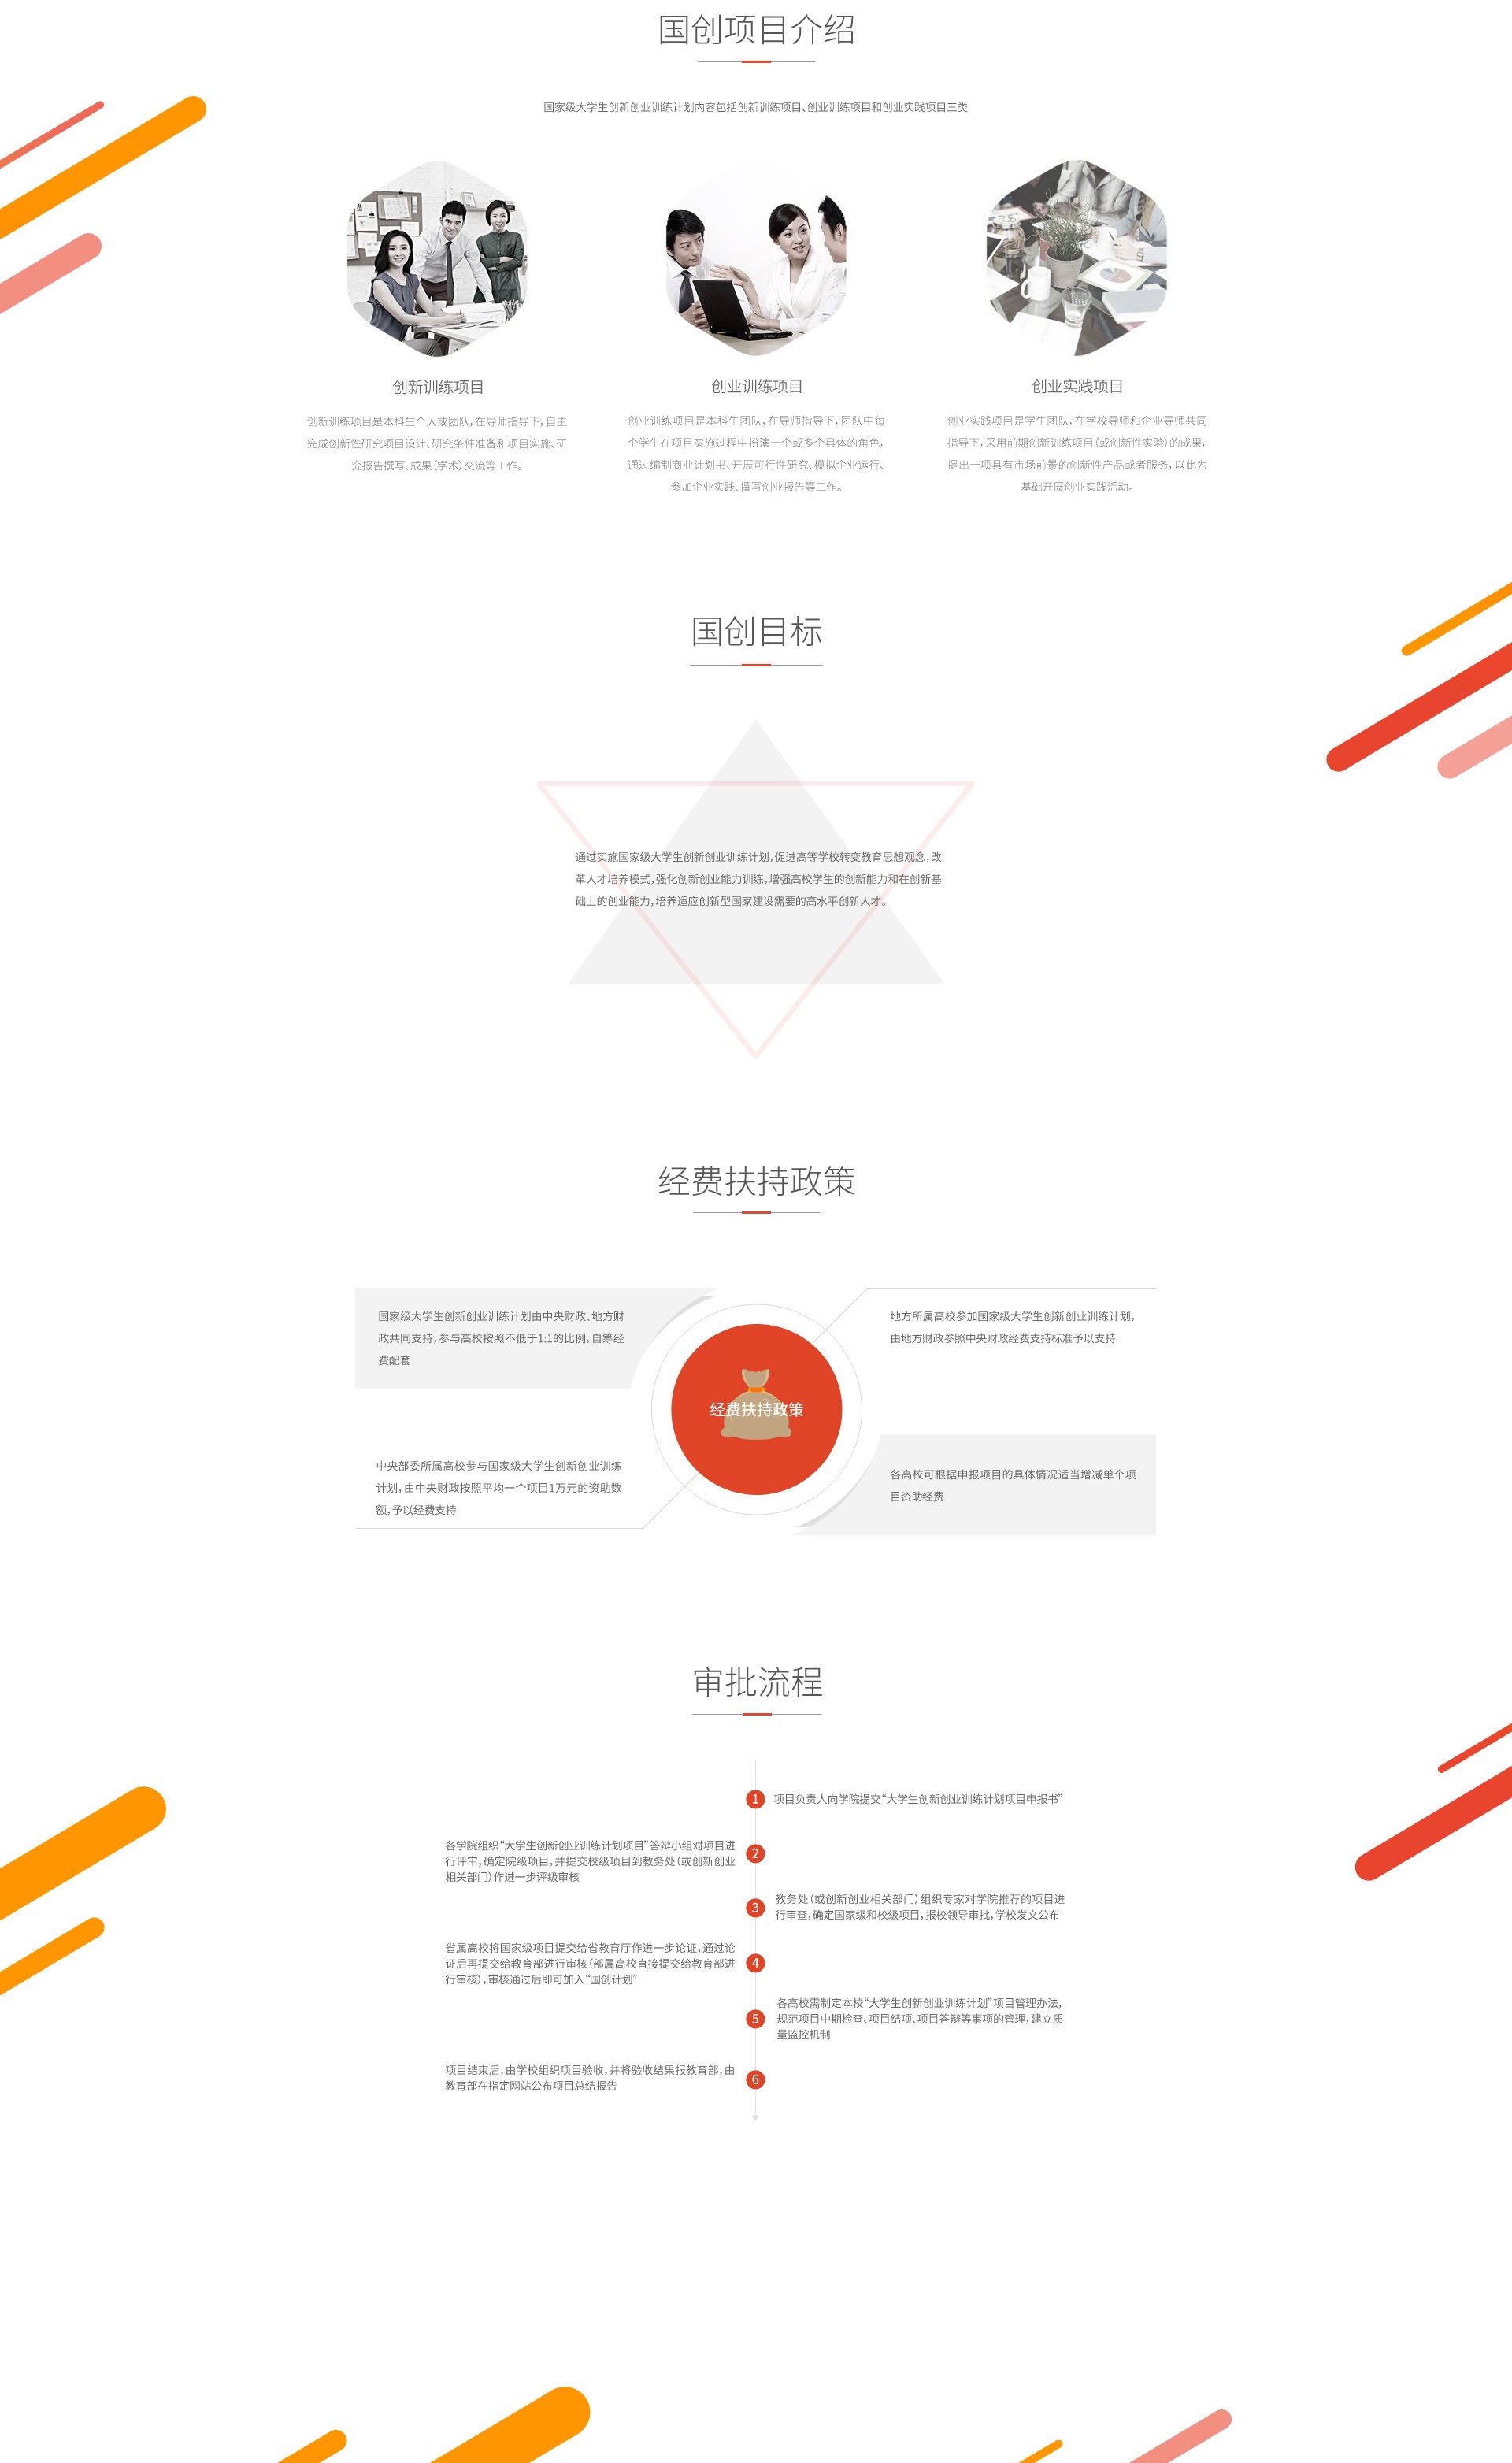 国创项目介绍
国家级大学生创新创业训练计划内容包括创新训练项目、创业训练项目和创业实践项目三类
创新训练项目
创新训练项目是本科生个人或团队,在导师指导下,自主
完成创新性研究项目设计、研究条件准备和项目实施、研
究报告撰写、成果(学术)交流等工作。
创业训练项目
创业训练项目是本科生团队,在导师指导下,团队中每
个学生在项目实施过程中扮演一个或多个具体的角色,
通过编制商业计划书、开展可行性研究、模拟企业运行、
参加企业实践、撰写创业报告等工作。
创业实践项目
创业实践项目是学生团队,在学校导师和企业导师共同
指导下,采用前期创新训练项目(或创新性实验)的成果,
提出一项具有市场前景的创新性产品或者服务,以此为
基础开展创业实践活动。
国创目标
通过实施国家级大学生创新创业训练计划,促进高等学校转变教育思想观念,改
革人才培养模式,强化创新创业能力训练,增强高校学生的创新能力和在创新基
础上的创业能力,培养适应创新型国家建设需要的高水平创新人才。
经费扶持政策
国家级大学生创新创业训练计划由中央财政、地方财
政共同支持,参与高校按照不低于1:1的比例,自筹经
费配套
地方所属高校参加国家级大学生创新创业训练计划,
由地方财政参照中央财政经费支持标准予以支持
经费扶持政策
中央部委所属高校参与国家级大学生创新创业训练
计划,由中央财政按照平均一个项目1万元的资助数
额,予以经费支持
各高校可根据申报项目的具体情况适当增减单个项
目资助经费
审批流程
1
项目负责人向学院提交“大学生创新创业训练计划项目申报书”
2
各学院组织“大学生创新创业训练计划项目”答辩小组对项目进
行评审,确定院级项目,并提交校级项目到教务处(或创新创业
相关部门)作进一步评级审核
3
教务处(或创新创业相关部门)组织专家对学院推荐的项目进
行审查,确定国家级和校级项目,报校领导审批,学校发文公布
4
省属高校将国家级项目提交给省教育厅作进一步论证,通过论
证后再提交给教育部进行审核(部属高校直接提交给教育部进
行审核),审核通过后即可加入“国创计划”
5
各高校需制定本校“大学生创新创业训练计划”项目管理办法,
规范项目中期检查、项目结项、项目答辩等事项的管理,建立质
量监控机制
6
项目结束后,由学校组织项目验收,并将验收结果报教育部,由
教育部在指定网站公布项目总结报告